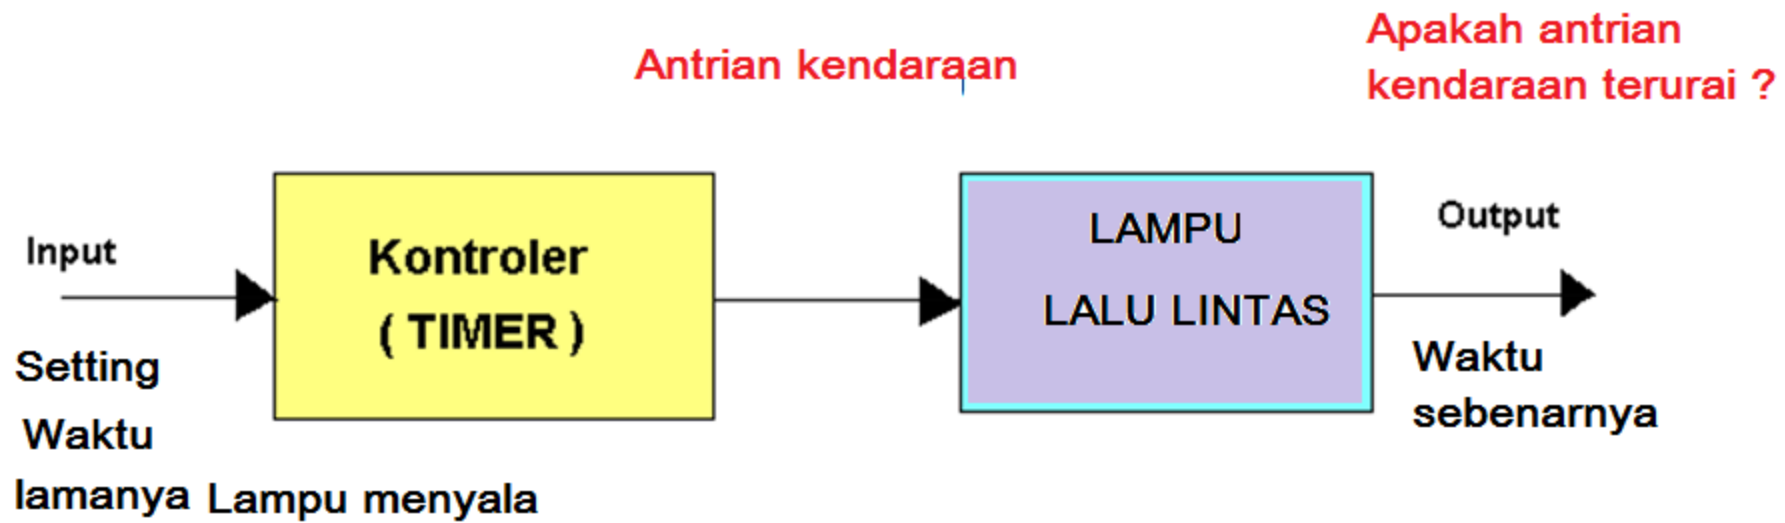 Antrian kendaraan
Apakah antrian
kendaraan terurai ?
Input
Kontroler
( TIMER )
LAMPU
LALU LINTAS
Output
Setting
Waktu
lamanya Lampu menyala
Waktu
sebenarnya